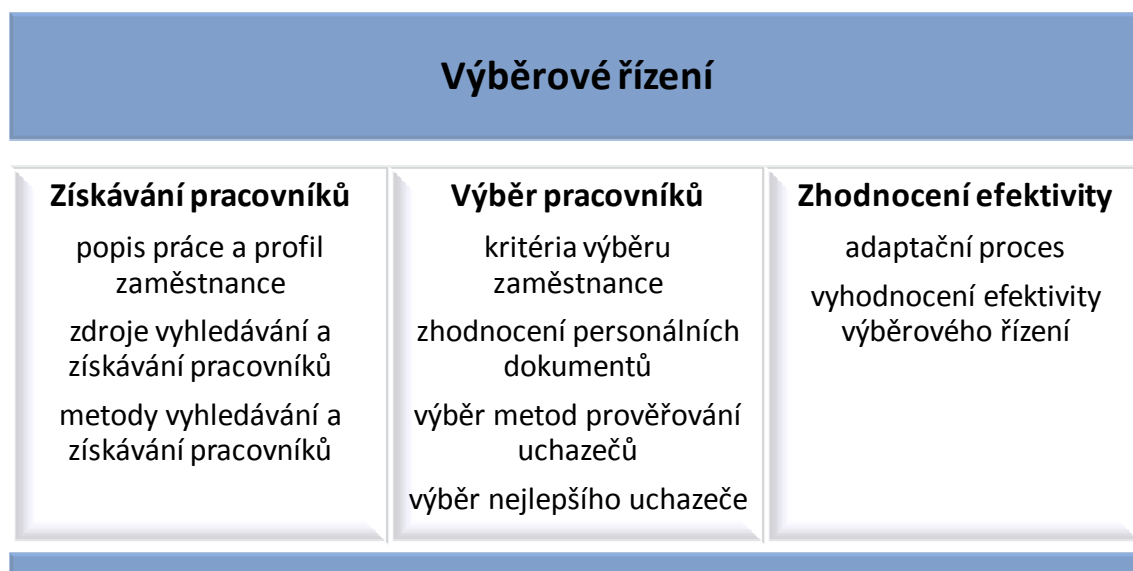 Výběrové řízení
Získávání pracovníků
popis práce a profil
zaměstnance
zdroje vyhledávání a
získávání pracovníků
metody vyhledávání a
získávání pracovníků
Výběr pracovníků
kritéria výběru
zaměstnance
zhodnocení personálních
dokumentů
výběr metod prověřování
uchazečů
výběr nejlepšího uchazeče
Zhodnocení efektivity
adaptační proces
vyhodnocení efektivity
výběrového řízení